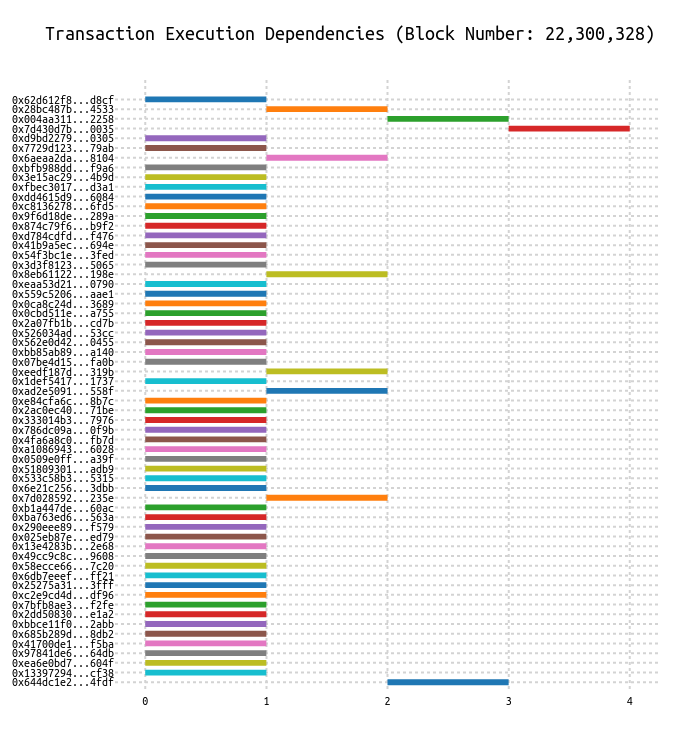 Transaction Execution Dependencies (Block Number: 22,300,328)
0x62d612f8...d8cf
0x28bc487b...4533
0x004aa311...2258
0x7d430d7b...0035
0xd9bd2279...0305
0x7729d123...79ab
0x6aeaa2da...8104
0xbfb988dd...f9a6
0x3e15ac29...4b9d
0xfbec3017...d3a1
0xdd4615d9...6084
0xc8136278...6fd5
0x9f6d18de...289a
0x874c79f6...b9f2
0xd784cdfd...f476
0x41b9a5ec...694e
0x54f3bc1e...3fed
0x3d3f8123...5065
0x8eb61122...198e
0xeaa53d21...0790
0x559c5206...aae1
0x0ca8c24d...3689
0x0cbd511e...a755
0x2a07fb1b...cd7b
0x526034ad...53cc
0x562e0d42...0455
0xbb85ab89...a140
0x07be4d15...fa0b
0xeedf187d...319b
0x1def5417...1737
0xad2e5091...558f
0xe84cfa6c...8b7c
0x2ac0ec40...71be
0x333014b3...7976
0x786dc09a...0f9b
0x4fa6a8c0...fb7d
0xa1086943...6028
0x0509e0ff...a39f
0x51809301...adb9
0x533c58b3...5315
0x6e21c256...3dbb
0x7d028592...235e
0xb1a447de...60ac
0xba763ed6...563a
0x290eee89...f579
0x025eb87e...ed79
0x13e4283b...2e68
0x49cc9c8c...9608
0x58ecce66...7c20
0x6db7eeef...ff21
0x25275a31...3fff
0xc2e9cd4d...df96
0x7bfb8ae3...f2fe
0x2dd50830...e1a2
0xbbce11f0...2abb
0x685b289d...8db2
0x41700de1...f5ba
0x97841de6...64db
0xea6e0bd7...604f
0x13397294...cf38
0x644dc1e2...4fdf
0 1 2 3 4